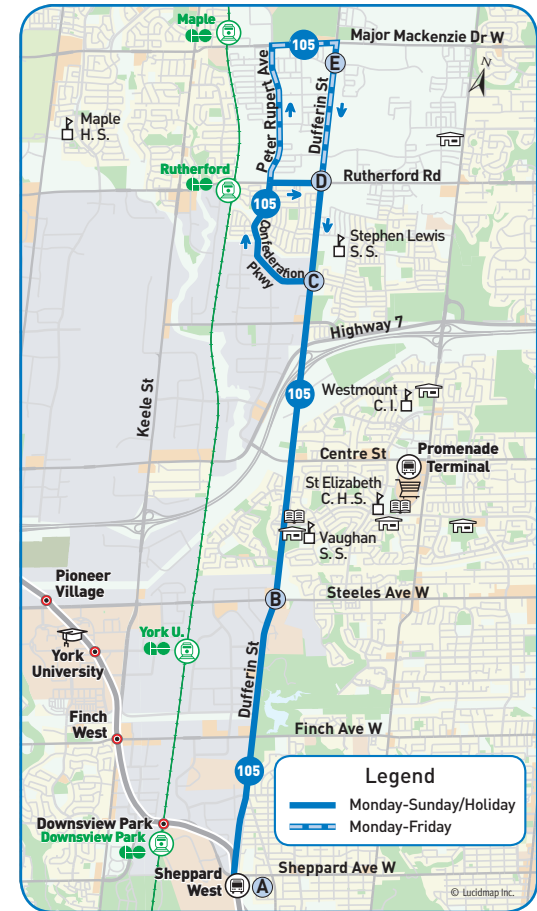 Maple
Major Mackenzie Dr W
105
E
N
Peter Rupert Ave
Dufferin St
Maple
H. S.
Rutherford
D
Rutherford Rd
105
Confederation
Pkwy
Stephen Lewis
S. S.
C
Highway 7
Keele St
105
Westmount
C. I.
Centre St
Promenade
Terminal
St Elizabeth
C. H .S.
Vaughan
S. S.
Pioneer
Village
B
Steeles Ave W
York U.
York
University
Dufferin St
Finch
West
Finch Ave W
105
Legend
Monday-Sunday/Holiday
Monday-Friday
Downsview Park
Downsview Park
Sheppard
West
A
Sheppard Ave W
© Lucidmap Inc.